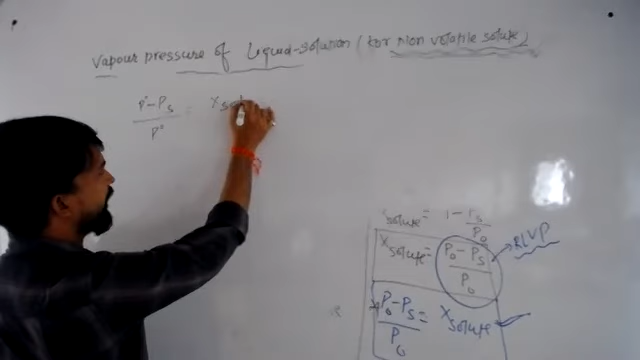 Vapour pressure of Liquid-solution (for non volatile solute)
P°-Ps / P° = X sol
Xsolute = 1 - Ps / P0
Xsolute = P0 - Ps / P0 → RLVP
P0 - Ps / P0 = Xsolute